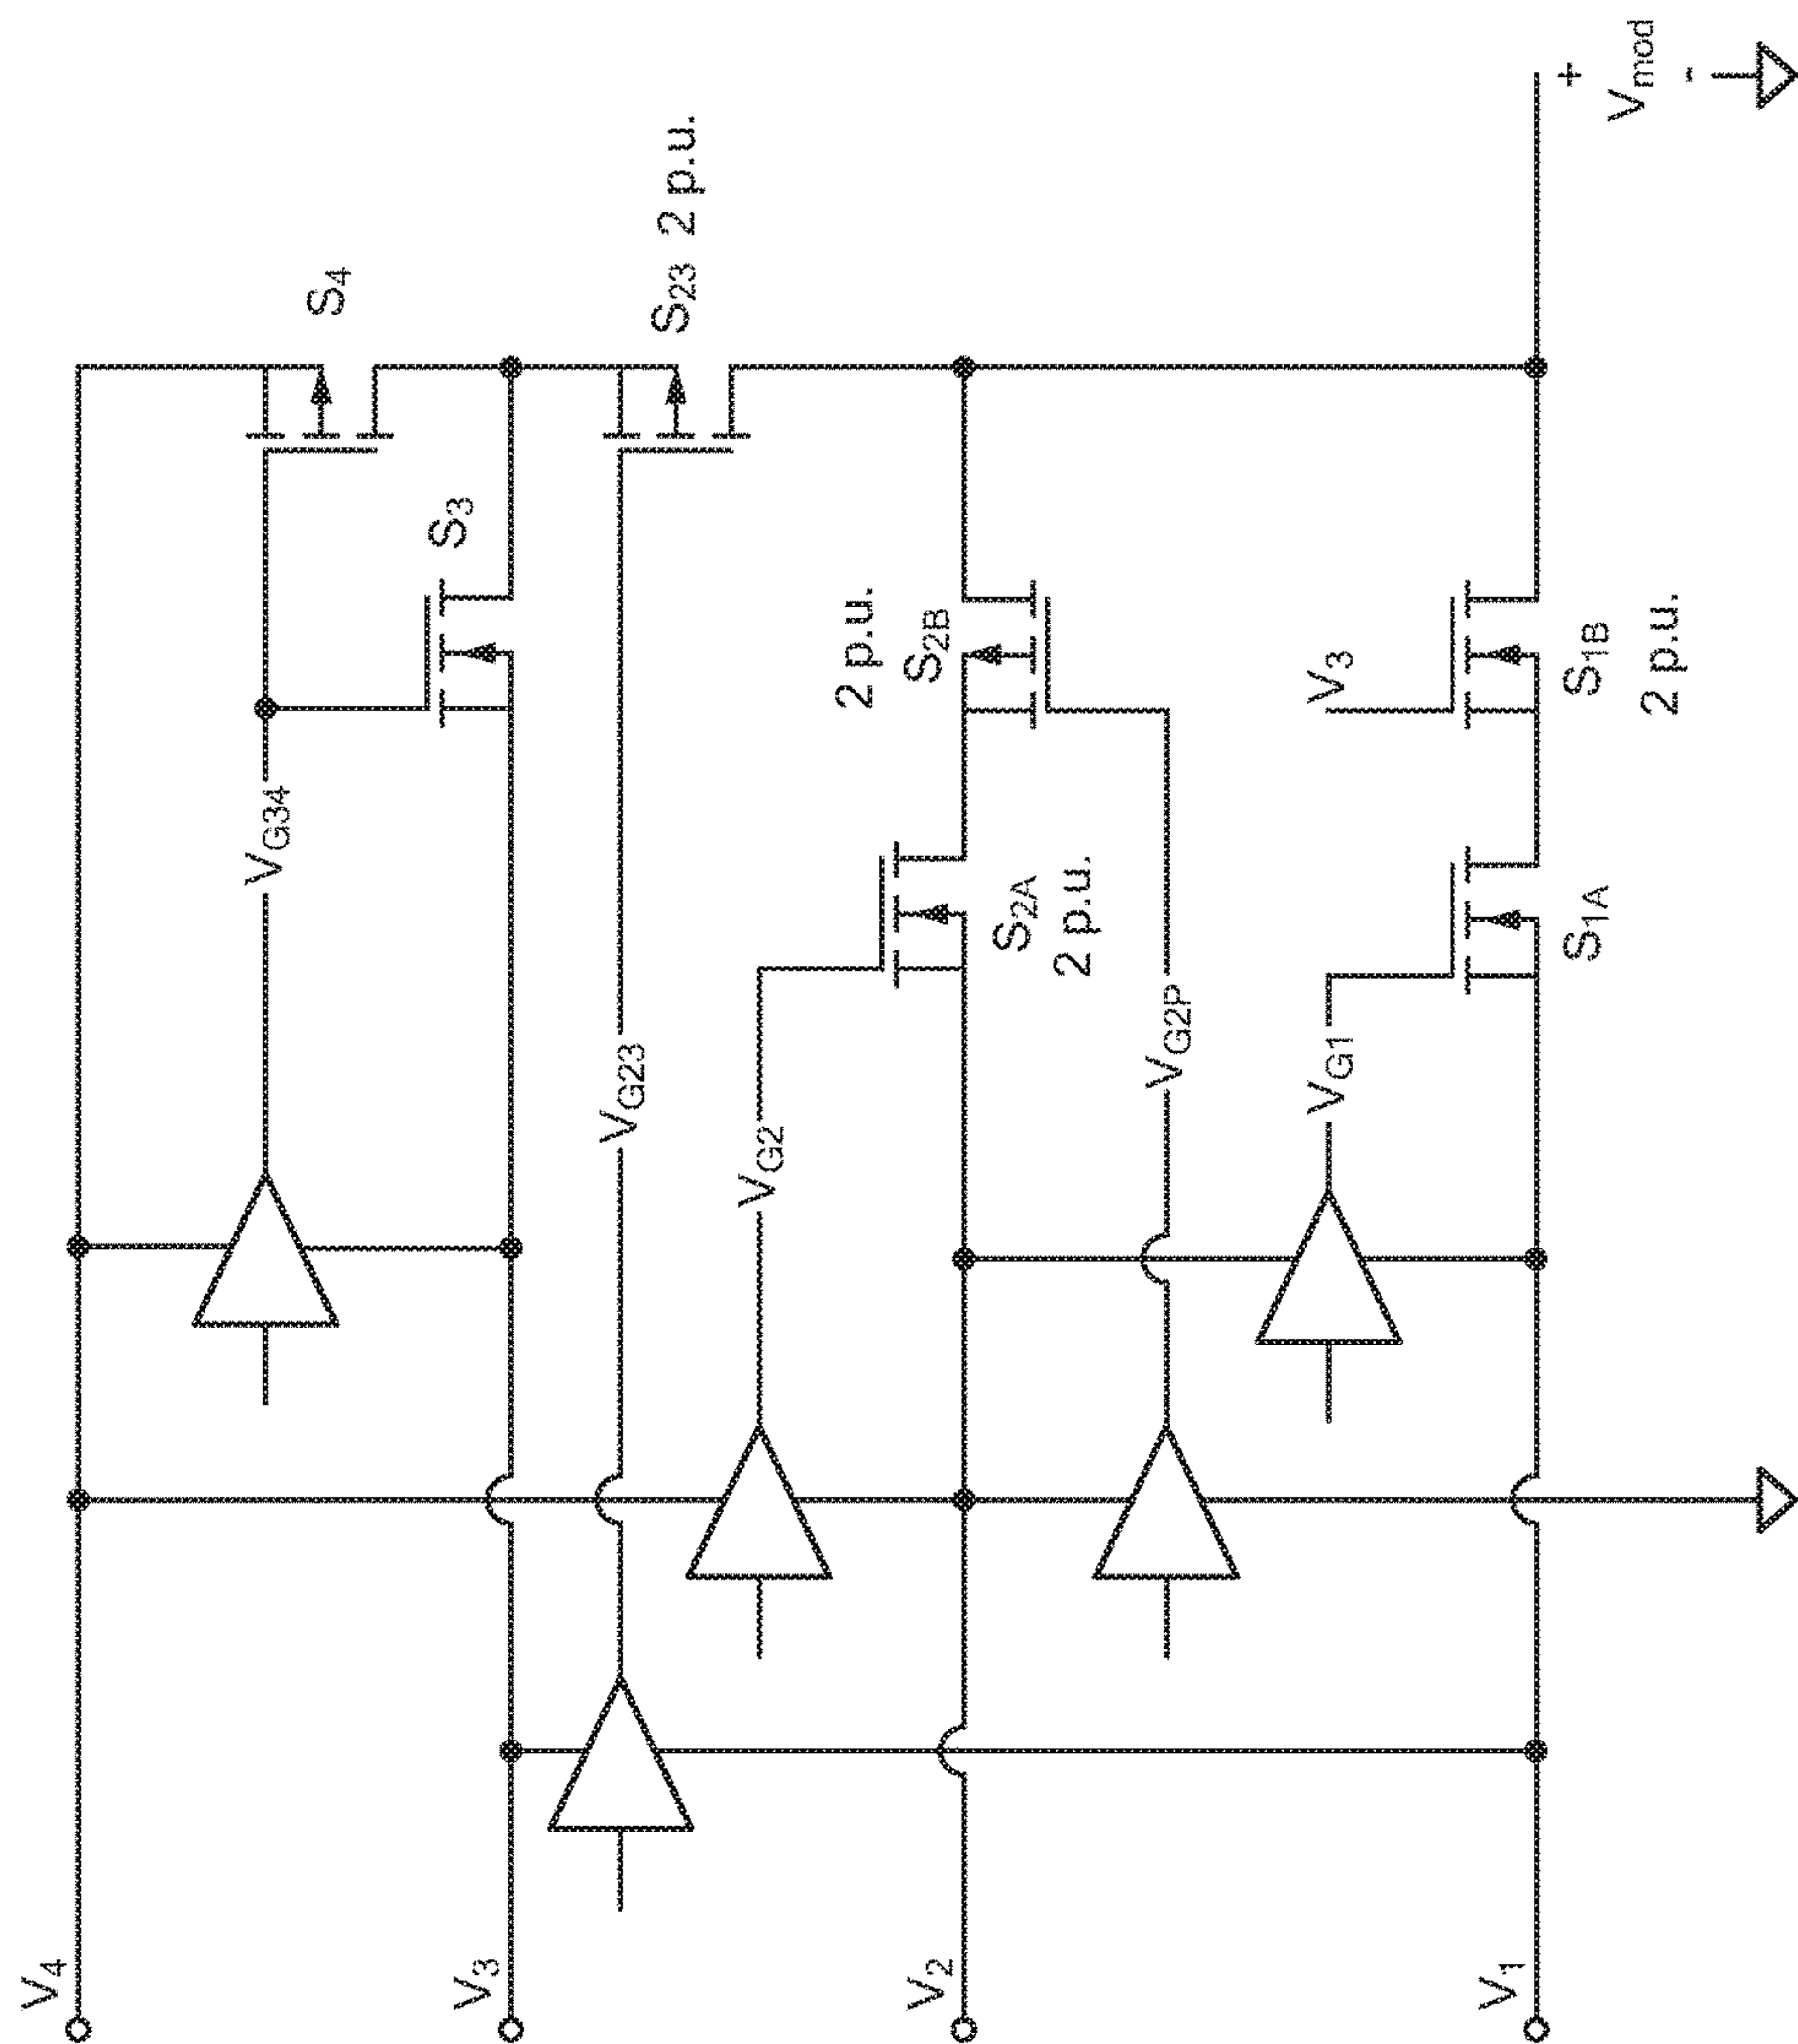 V4
V3
V2
V1
VG34
VG23
VG2
VG2P
VG1
S4
S3
S23 2 p.u.
2 p.u.
S2B
S2A
2 p.u.
V3
S1B
2 p.u.
S1A
+
Vmod
-